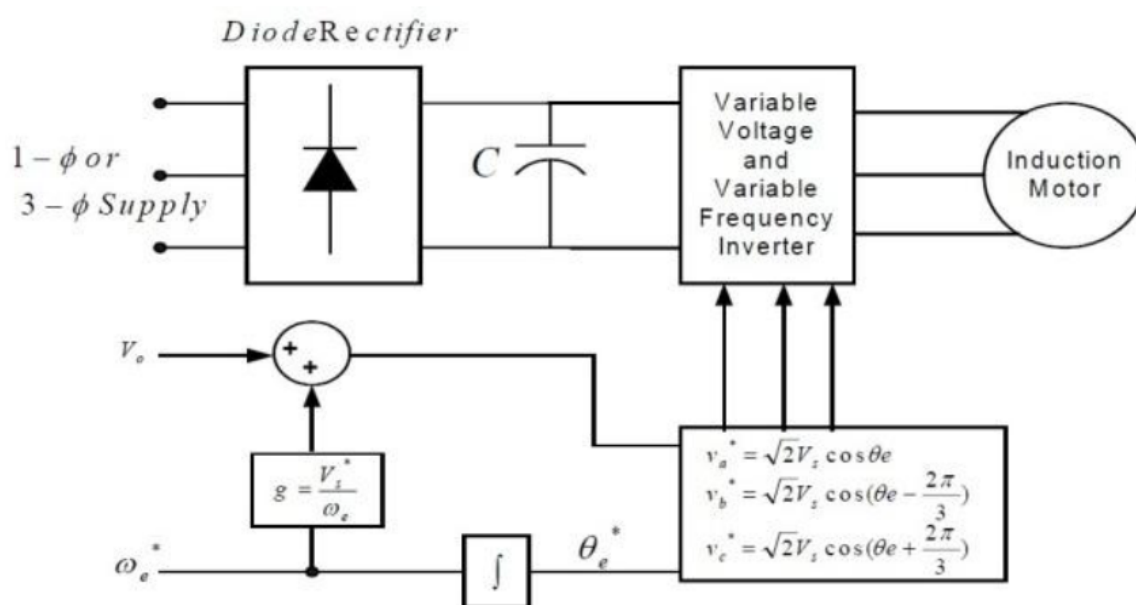 DiodeRectifier
1 – ϕ or
3 – ϕ Supply
C
Variable
Voltage
and
Variable
Frequency
Inverter
Induction
Motor
V_o
+
+
g = V_s^* / ω_e
ω_e^*
∫
θ_e^*
v_a^* = √2V_s cosθe
v_b^* = √2V_s cos(θe − 2π/3)
v_c^* = √2V_s cos(θe + 2π/3)